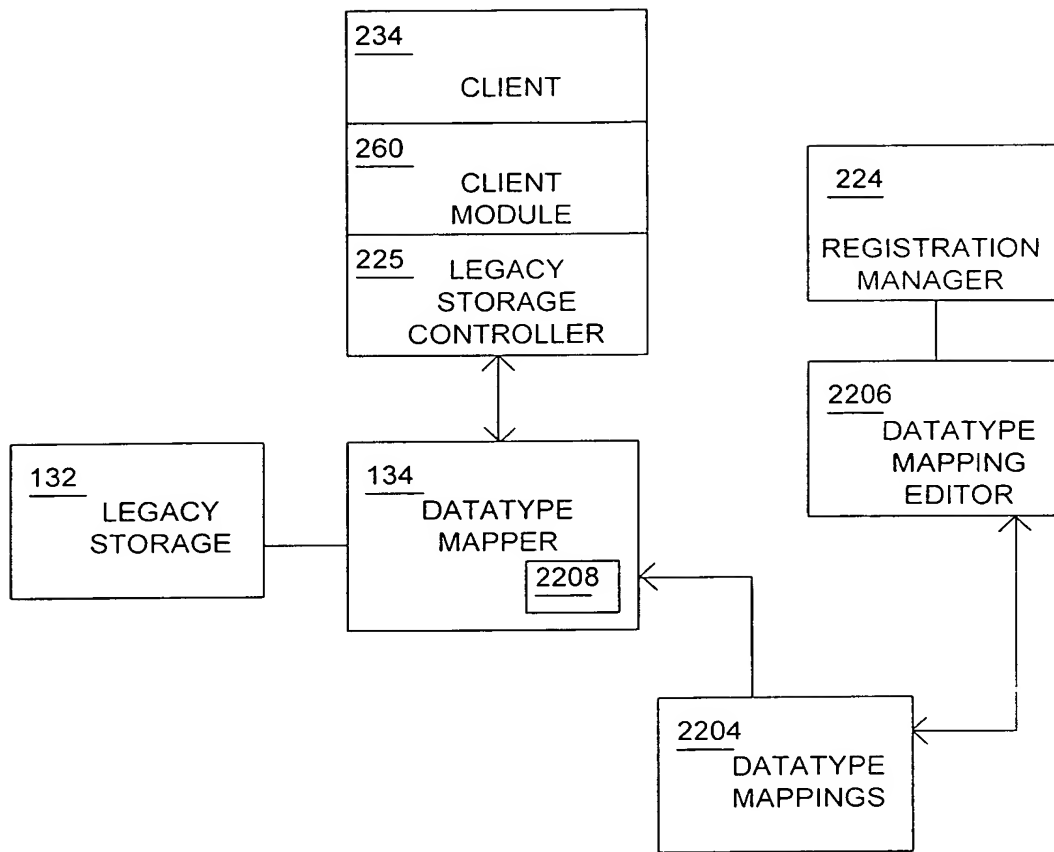 234
CLIENT
260
CLIENT
MODULE
225
LEGACY
STORAGE
CONTROLLER
224
REGISTRATION
MANAGER
2206
DATATYPE
MAPPING
EDITOR
132
LEGACY
STORAGE
134
DATATYPE
MAPPER
2208
2204
DATATYPE
MAPPINGS